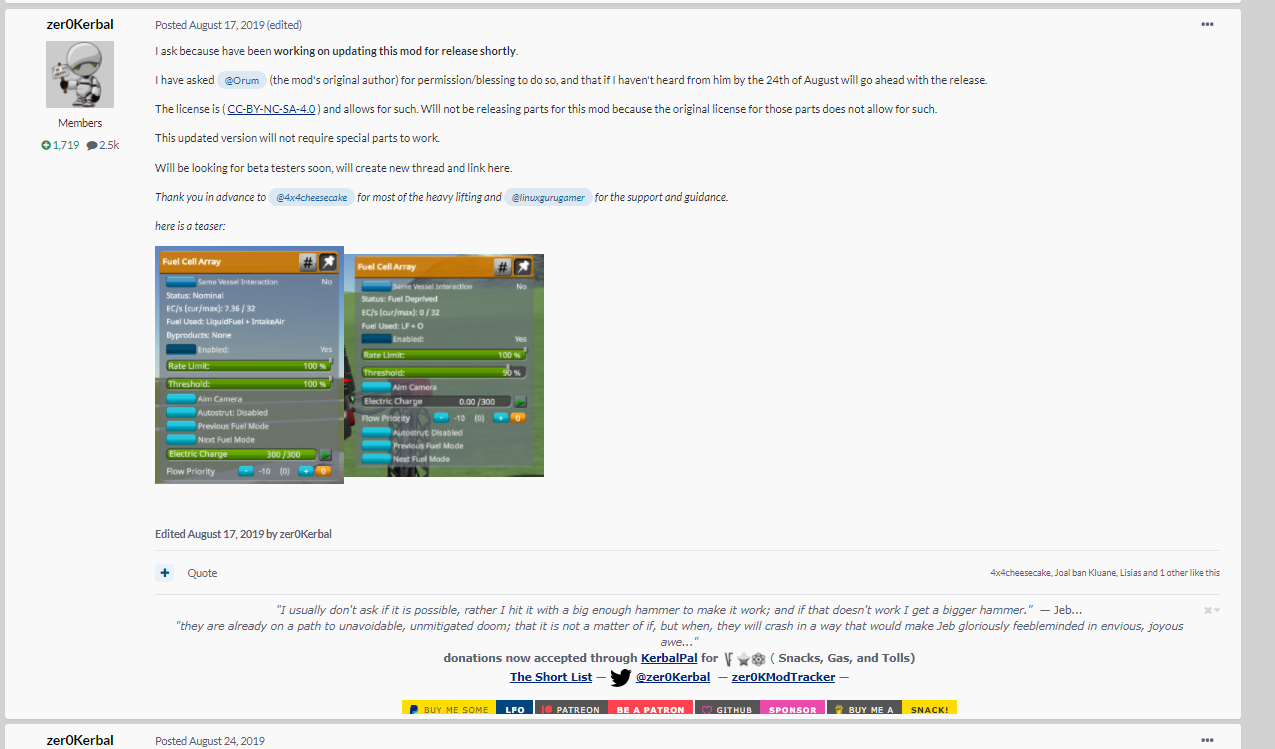 zer0Kerbal
Posted August 17, 2019 (edited)
•••
Members
1,719 2.5k
I ask because have been working on updating this mod for release shortly.
I have asked @Orum (the mod's original author) for permission/blessing to do so, and that if I haven't heard from him by the 24th of August will go ahead with the release.
The license is ( CC-BY-NC-SA-4.0 ) and allows for such. Will not be releasing parts for this mod because the original license for those parts does not allow for such.
This updated version will not require special parts to work.
Will be looking for beta testers soon, will create new thread and link here.
Thank you in advance to @4x4cheesecake for most of the heavy lifting and @linuxgurugamer for the support and guidance.
here is a teaser:
Fuel Cell Array #
Same Vessel Interaction No
Status: Nominal
EC/s (cur/max): 7.36 / 32
Fuel Used: LiquidFuel + IntakeAir
Byproducts: None
Enabled: Yes
Rate Limit: 100 %
Threshold: 100 %
Aim Camera
Autostrut: Disabled
Previous Fuel Mode
Next Fuel Mode
Electric Charge 300 /300
Flow Priority - -10 (0) + 0
Fuel Cell Array #
Same Vessel Interaction No
Status: Fuel Deprived
EC/s (cur/max): 0 / 32
Fuel Used: LF + O
Enabled: Yes
Rate Limit: 100 %
Threshold: 90 %
Aim Camera
Electric Charge 0.00 /300
Flow Priority - -10 (0) + 0
Autostrut: Disabled
Previous Fuel Mode
Next Fuel Mode
Edited August 17, 2019 by zer0Kerbal
+ Quote
4x4cheesecake, Joal ban Kluane, Lisias and 1 other like this
"I usually don't ask if it is possible, rather I hit it with a big enough hammer to make it work; and if that doesn't work I get a bigger hammer." — Jeb...
"they are already on a path to unavoidable, unmitigated doom; that it is not a matter of if, but when, they will crash in a way that would make Jeb gloriously feebleminded in envious, joyous
awe..."
donations now accepted through KerbalPal for ( Snacks, Gas, and Tolls)
The Short List — @zer0Kerbal — zer0KModTracker —
BUY ME SOME LFO PATREON BE A PATRON GITHUB SPONSOR BUY ME A SNACK!
zer0Kerbal
Posted August 24, 2019
•••